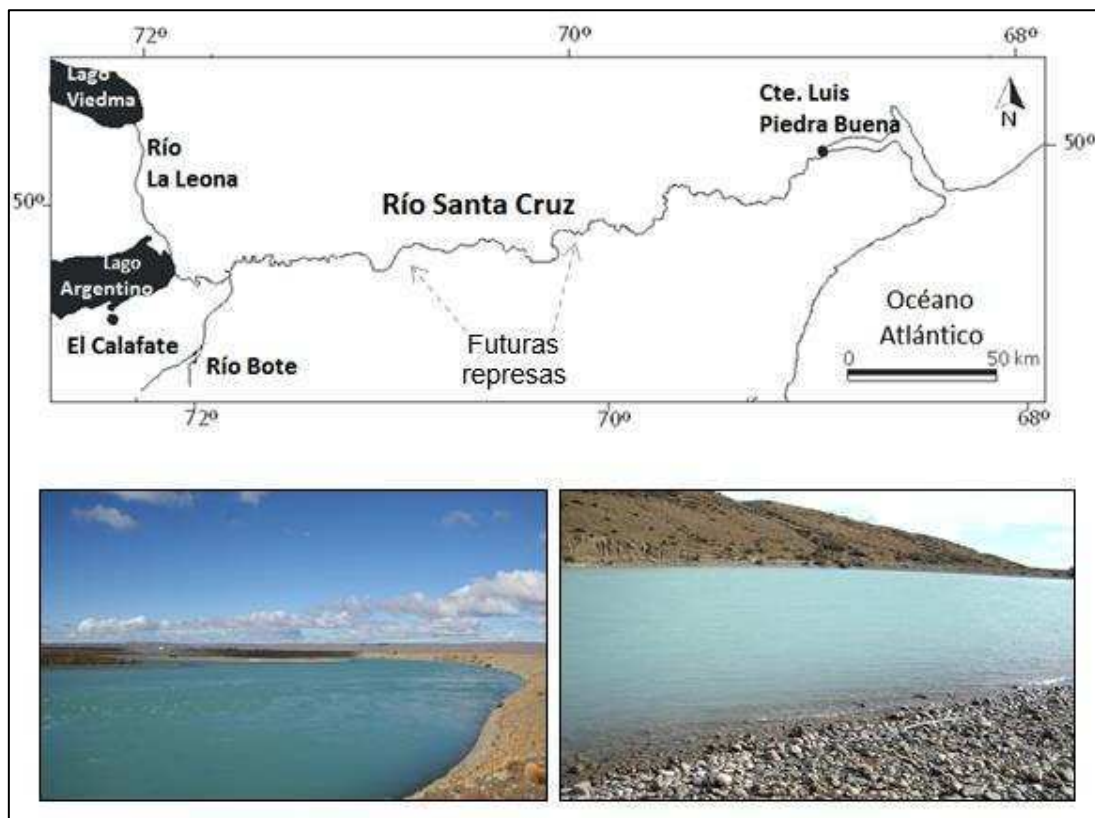 72º
70º
68º
Lago
Viedma
Río
La Leona
Cte. Luis
Piedra Buena
N
50º
50º
Río Santa Cruz
Lago
Argentino
El Calafate
Río Bote
Futuras
represas
Océano
Atlántico
0 50 km
72º
70º
68º